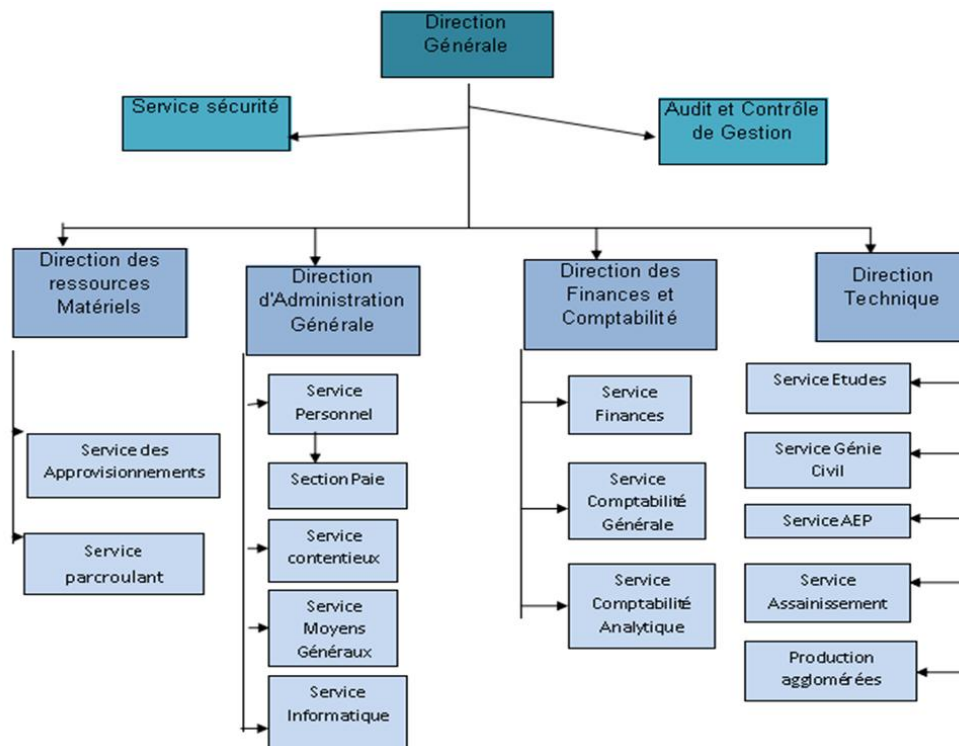 Direction
Générale
Service sécurité
Audit et Contrôle
de Gestion
Direction des
ressources
Matériels
Direction
d'Administration
Générale
Direction des
Finances et
Comptabilité
Direction
Technique
Service des
Approvisionnements
Service
parcroulant
Service
Personnel
Section Paie
Service
contentieux
Service
Moyens
Généraux
Service
Informatique
Service
Finances
Service
Comptabilité
Générale
Service
Comptabilité
Analytique
Service Etudes
Service Génie
Civil
Service AEP
Service
Assainissement
Production
agglomérées